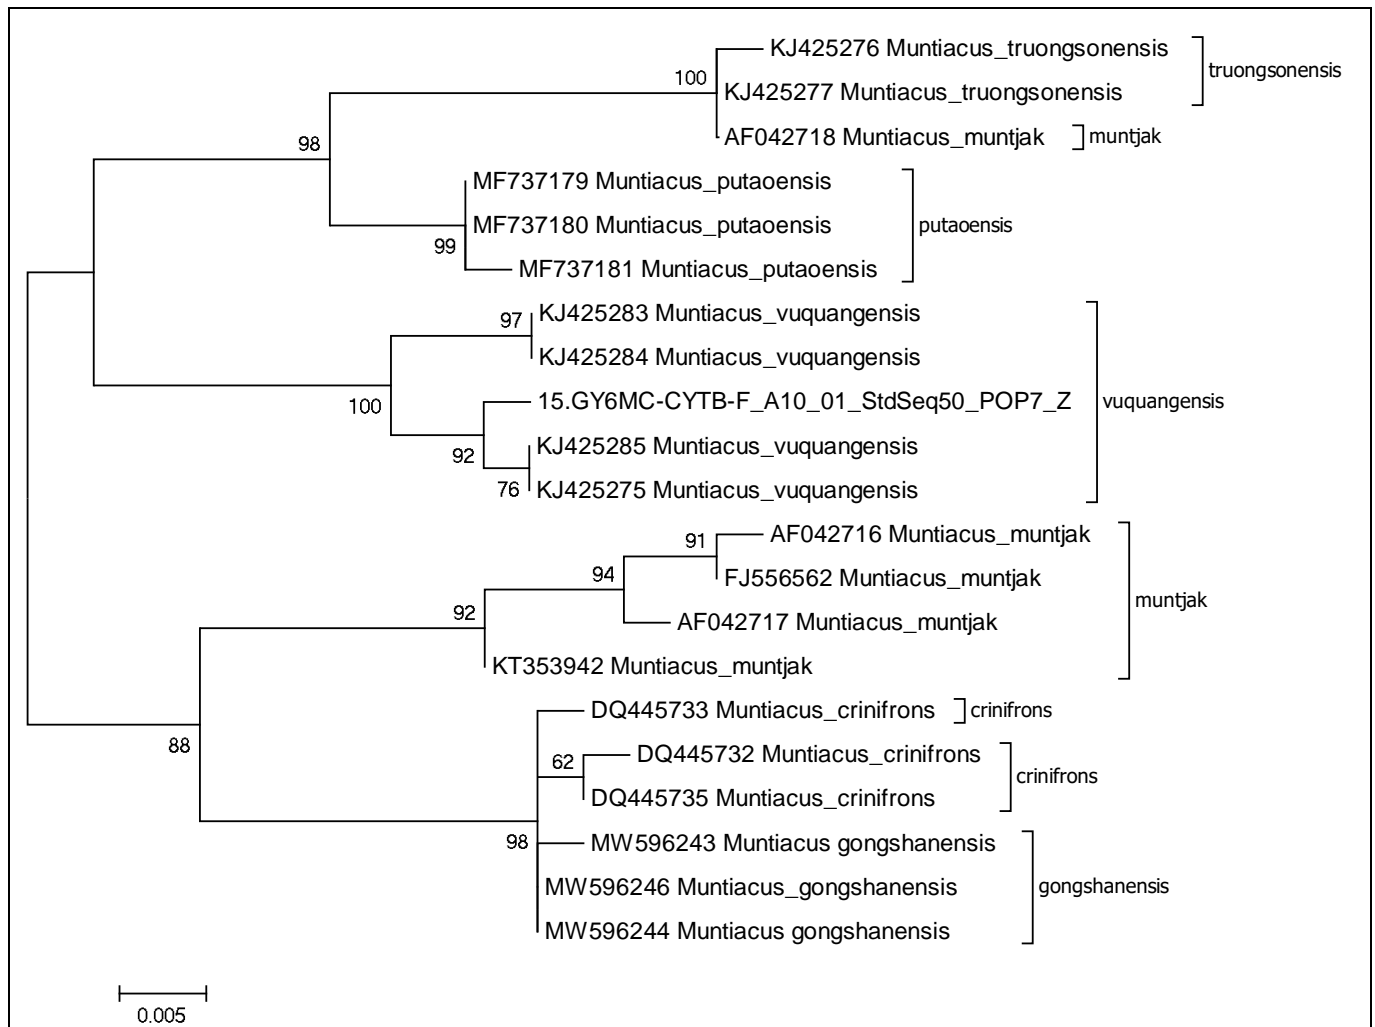 KJ425276 Muntiacus_truongsonensis
truongsonensis
100
KJ425277 Muntiacus_truongsonensis
AF042718 Muntiacus_muntjak
muntjak
98
MF737179 Muntiacus_putaoensis
MF737180 Muntiacus_putaoensis
putaoensis
99
MF737181 Muntiacus_putaoensis
KJ425283 Muntiacus_vuquangensis
97
KJ425284 Muntiacus_vuquangensis
15.GY6MC-CYTB-F_A10_01_StdSeq50_POP7_Z
vuquangensis
100
KJ425285 Muntiacus_vuquangensis
92
KJ425275 Muntiacus_vuquangensis
76
AF042716 Muntiacus_muntjak
91
FJ556562 Muntiacus_muntjak
94
muntjak
AF042717 Muntiacus_muntjak
92
KT353942 Muntiacus_muntjak
DQ445733 Muntiacus_crinifrons
crinifrons
88
DQ445732 Muntiacus_crinifrons
62
crinifrons
DQ445735 Muntiacus_crinifrons
98
MW596243 Muntiacus gongshanensis
MW596246 Muntiacus_gongshanensis
gongshanensis
MW596244 Muntiacus gongshanensis
0.005